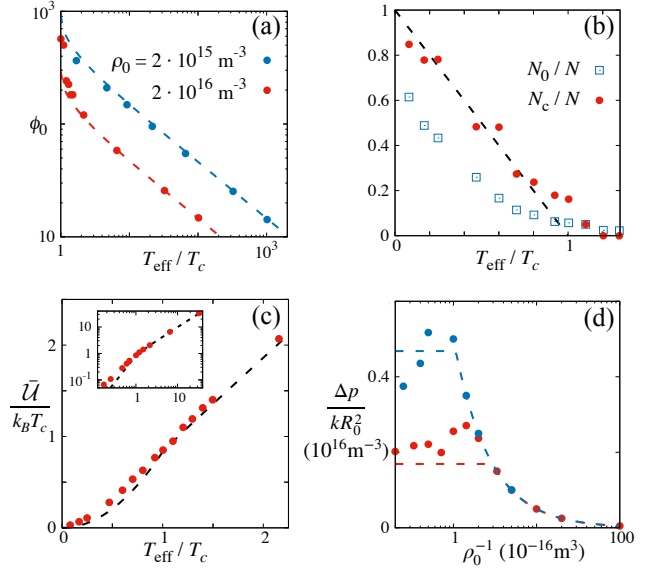 (a)
ρ₀ = 2 · 10¹⁵ m⁻³
2 · 10¹⁶ m⁻³
10³
10²
ϕ₀
10
1
10³
T_eff / T_c
(b)
N₀ / N
N_c / N
1
0.8
0.6
0.4
0.2
0
0
1
T_eff / T_c
(c)
10
1
10⁻¹
1
10
2
1
0
Ū
k_B T_c
0
1
2
T_eff / T_c
(d)
0.4
0
Δp
kR₀²
(10¹⁶m⁻³)
1
10
100
ρ₀⁻¹ (10⁻¹⁶m³)